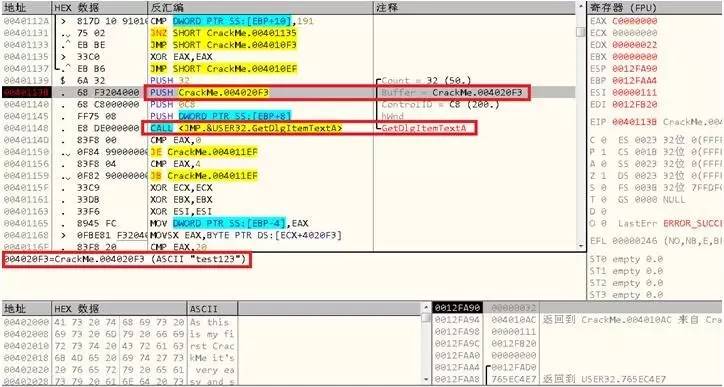 地址 HEX 数据 反汇编 注释 寄存器 (FPU)
0040112A > 817D 10 91010 CMP DWORD PTR SS:[EBP+10],191 EAX C0000000
00401131 ., 75 02 JNZ SHORT CrackMe.00401135 ECX 00000000
00401133 .^ EB BE JMP SHORT CrackMe.004010F3 EDX 00000022
00401135 > 33C0 XOR EAX,EAX EBX 00000000
00401137 .^ EB B6 JMP SHORT CrackMe.004010EF ESP 0012FA90
00401139 $ 6A 32 PUSH 32 Count = 32 (50.) EBP 0012FAA4
0040113B . 68 F3204000 PUSH CrackMe.004020F3 Buffer = CrackMe.004020F3 ESI 00000000
00401140 . 68 C8000000 PUSH 0C8 ControlID = C8 (200.) EDI 00000000
00401145 . FF75 08 PUSH DWORD PTR SS:[EBP+8] hWnd EIP 0040113B CrackMe.0
00401148 . E8 DE000000 CALL <JMP.&USER32.GetDlgItemTextA> GetDlgItemTextA
0040114D . 83F8 00 CMP EAX,0 C 0 ES 0023 32位 0(FFF
00401150 . 0F84 99000000 JE CrackMe.004011EF P 1 CS 001B 32位 0(FFF
00401156 . 83F8 04 CMP EAX,4 A 0 SS 0023 32位 0(FFF
00401159 . 0F82 90000000 JB CrackMe.004011EF Z 1 DS 0023 32位 0(FFF
0040115F . 33C9 XOR ECX,ECX S 0 FS 003B 32位 7FFDF
00401161 . 33DB XOR EBX,EBX T 0 GS 0000 NULL
00401163 . 33F6 XOR ESI,ESI D 0
00401165 . 8945 FC MOV DWORD PTR SS:[EBP-4],EAX O 0 LastErr ERROR_SUCC
00401168 > 0FBE81 F32040 MOVSX EAX,BYTE PTR DS:[ECX+4020F3] EFL 00000246 (NO,NB,E,B
0040116F . 83F8 20 CMP EAX,20 ST0 empty 0.0
004020F3=CrackMe.004020F3 (ASCII "test123") ST1 empty 0.0
ST2 empty 0.0
ST3 empty 0.0
地址 HEX 数据 ASCII 0012FA90 00000032
00402000 41 73 20 74 68 69 73 20 As this 0012FA94 004010AC 返回到 CrackMe.004010AC 来自 Crac
00402008 69 73 20 6D 79 20 66 69 is my fi 0012FA98 00000111
00402010 72 73 74 20 43 72 61 63 rst Crac 0012FA9C 0012FB20
00402018 6B 4D 65 20 69 74 27 73 kMe it's 0012FAA0 00000000
00402020 20 76 65 72 79 20 65 61 very ea 0012FAA4 0012FAD0
00402028 73 79 20 61 6E 64 20 73 sy and s 0012FAA8 765EC4E7 返回到 USER32.765EC4E7